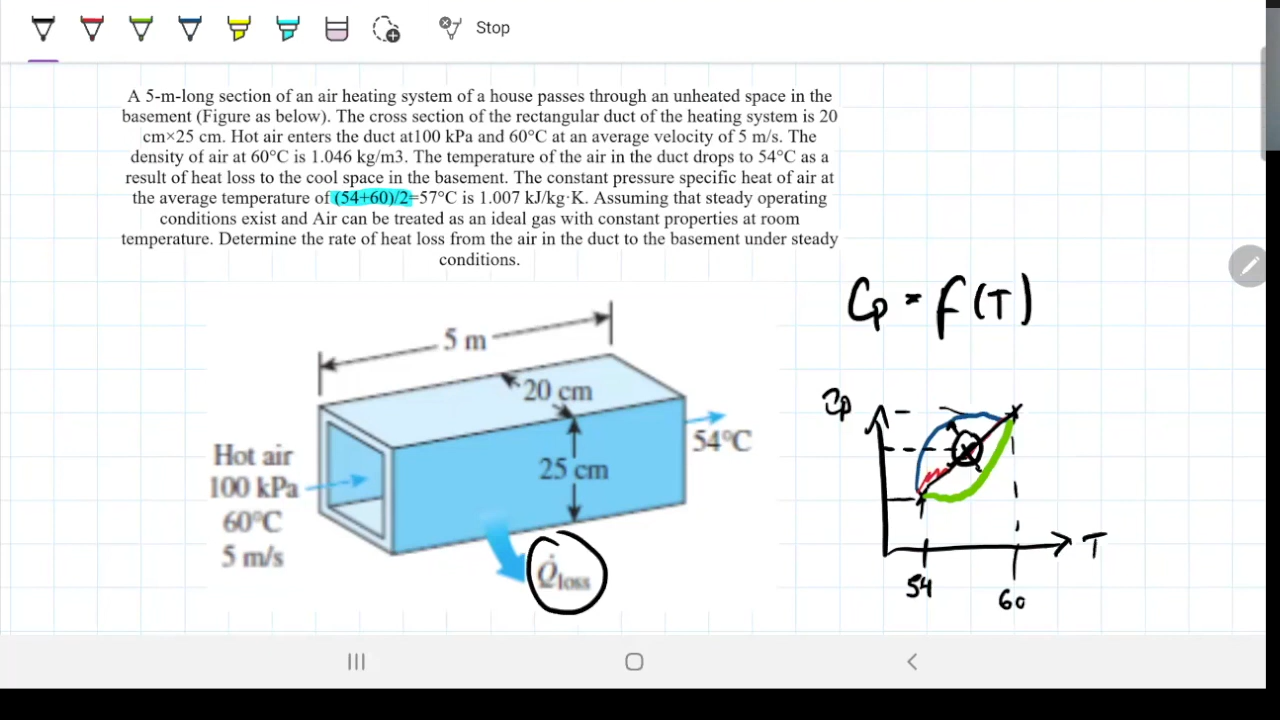 Stop
A 5-m-long section of an air heating system of a house passes through an unheated space in the
basement (Figure as below). The cross section of the rectangular duct of the heating system is 20
cm×25 cm. Hot air enters the duct at100 kPa and 60°C at an average velocity of 5 m/s. The
density of air at 60°C is 1.046 kg/m3. The temperature of the air in the duct drops to 54°C as a
result of heat loss to the cool space in the basement. The constant pressure specific heat of air at
the average temperature of (54+60)/2=57°C is 1.007 kJ/kg·K. Assuming that steady operating
conditions exist and Air can be treated as an ideal gas with constant properties at room
temperature. Determine the rate of heat loss from the air in the duct to the basement under steady
conditions.
Cp = f(T)
5 m
20 cm
25 cm
54°C
Hot air
100 kPa
60°C
5 m/s
Q̇loss
Cp
T
54
60